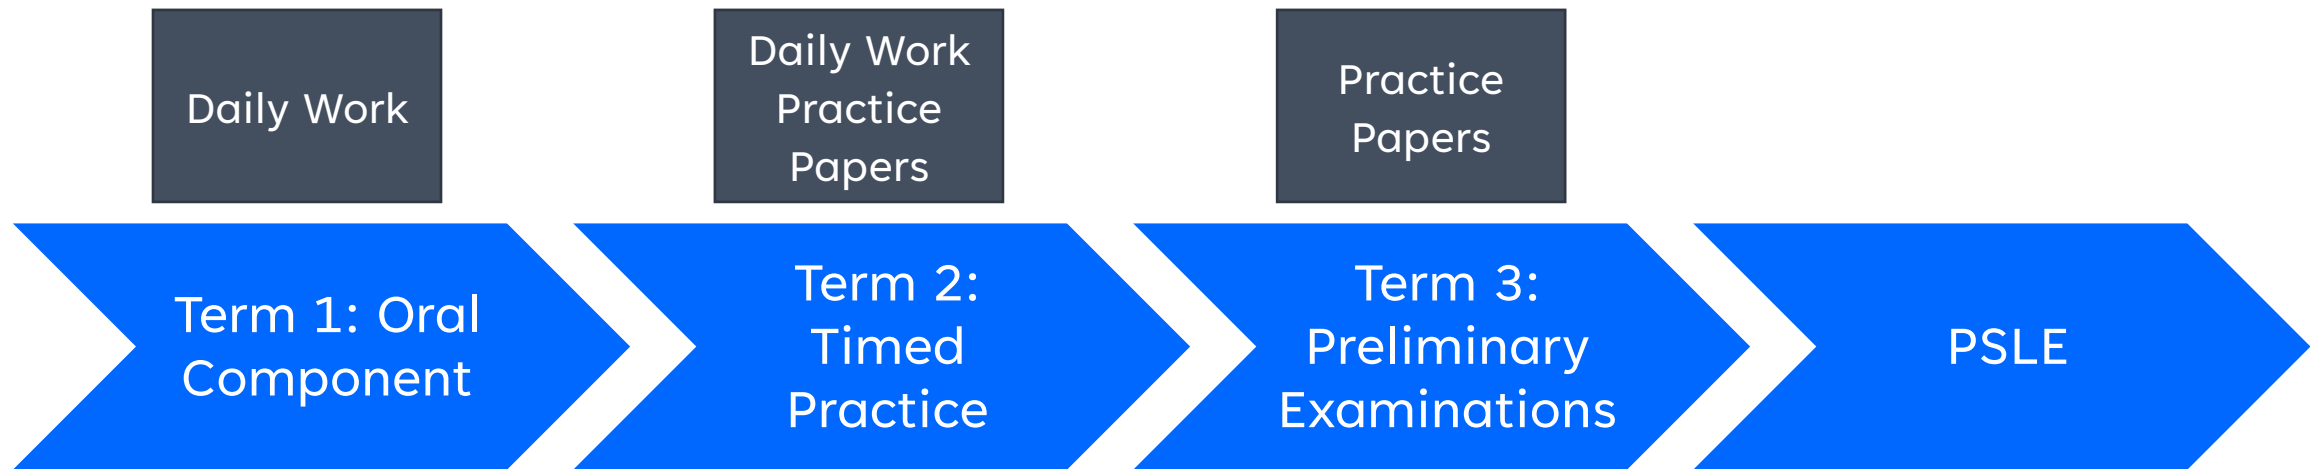 Daily Work
Daily Work
Practice
Papers
Practice
Papers
Term 1: Oral
Component
Term 2:
Timed
Practice
Term 3:
Preliminary
Examinations
PSLE